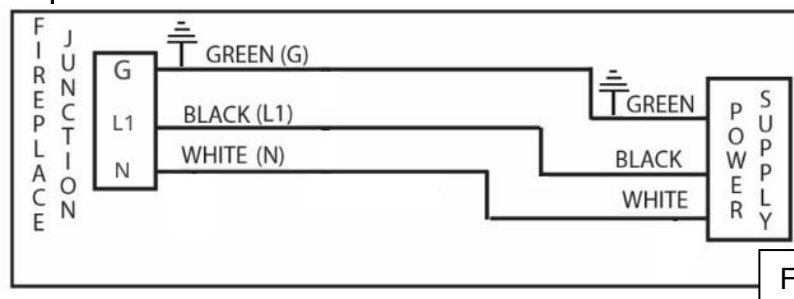 FIREPLACE
JUNCTION
G
L1
N
GREEN (G)
BLACK (L1)
WHITE (N)
GREEN
BLACK
WHITE
POWER
SUPPLY
F